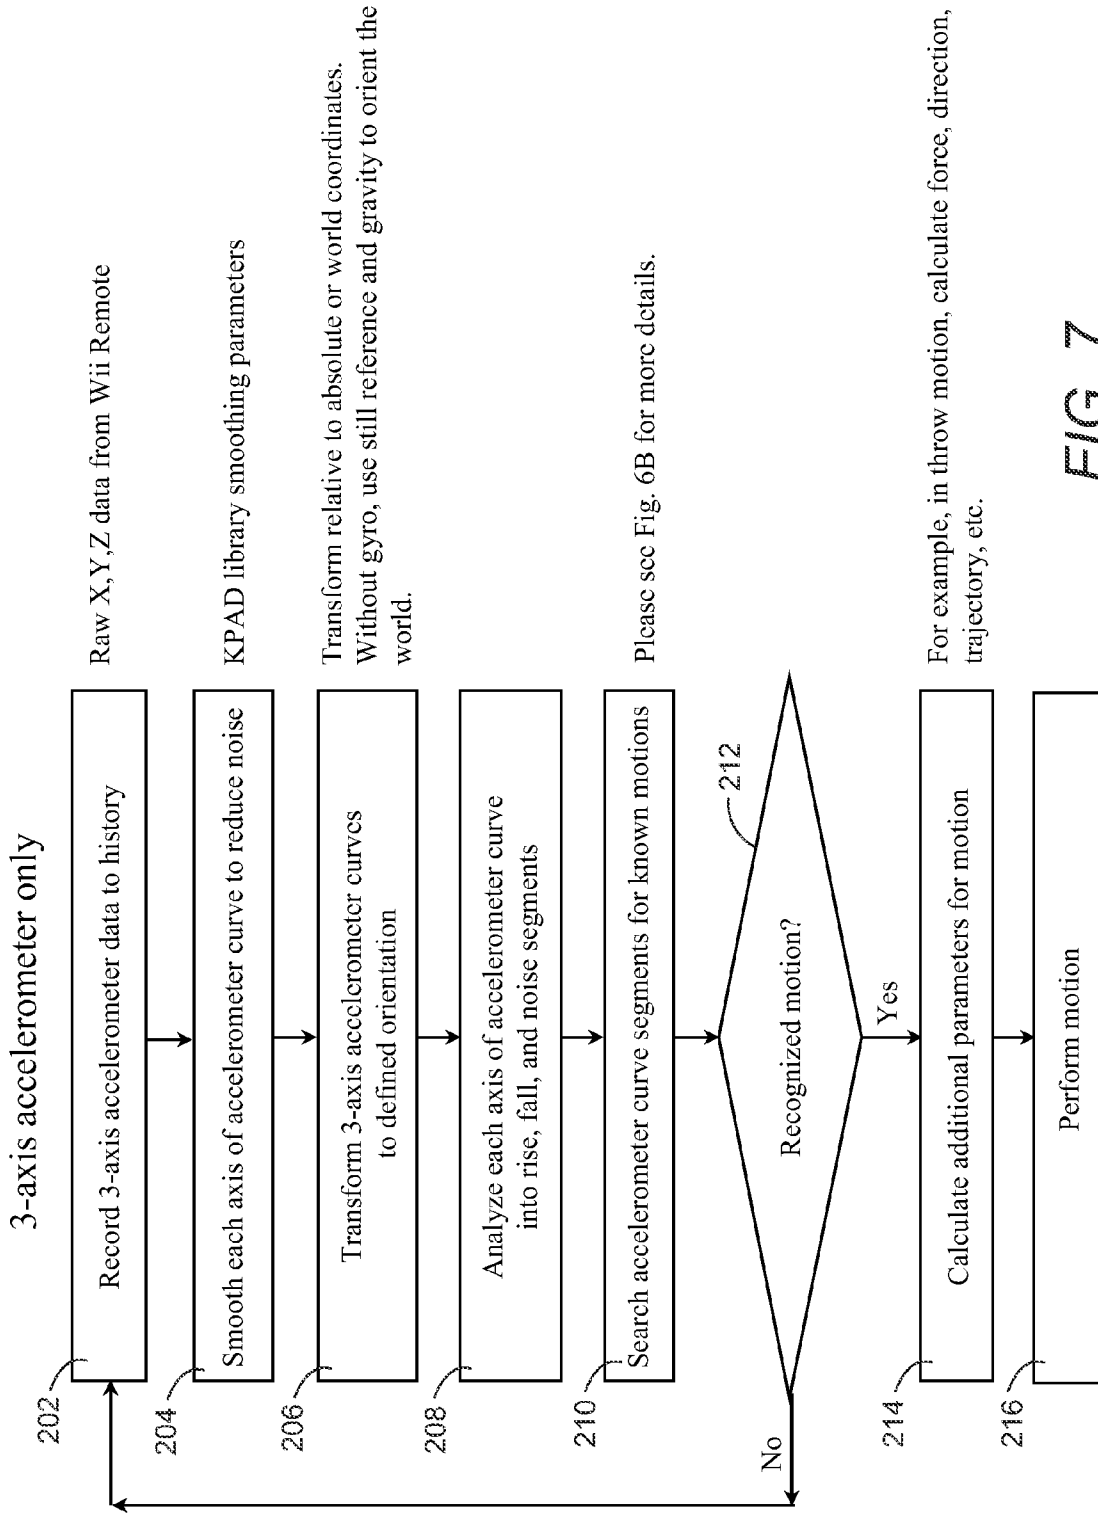 3-axis accelerometer only
202
Record 3-axis accelerometer data to history
Raw X,Y,Z data from Wii Remote
204
Smooth each axis of accelerometer curve to reduce noise
KPAD library smoothing parameters
206
Transform 3-axis accelerometer curves
to defined orientation
Transform relative to absolute or world coordinates.
Without gyro, use still reference and gravity to orient the
world.
208
Analyze each axis of accelerometer curve
into rise, fall, and noise segments
210
Search accelerometer curve segments for known motions
Please see Fig. 6B for more details.
212
Recognized motion?
No
Yes
214
Calculate additional parameters for motion
For example, in throw motion, calculate force, direction,
trajectory, etc.
216
Perform motion
FIG. 7